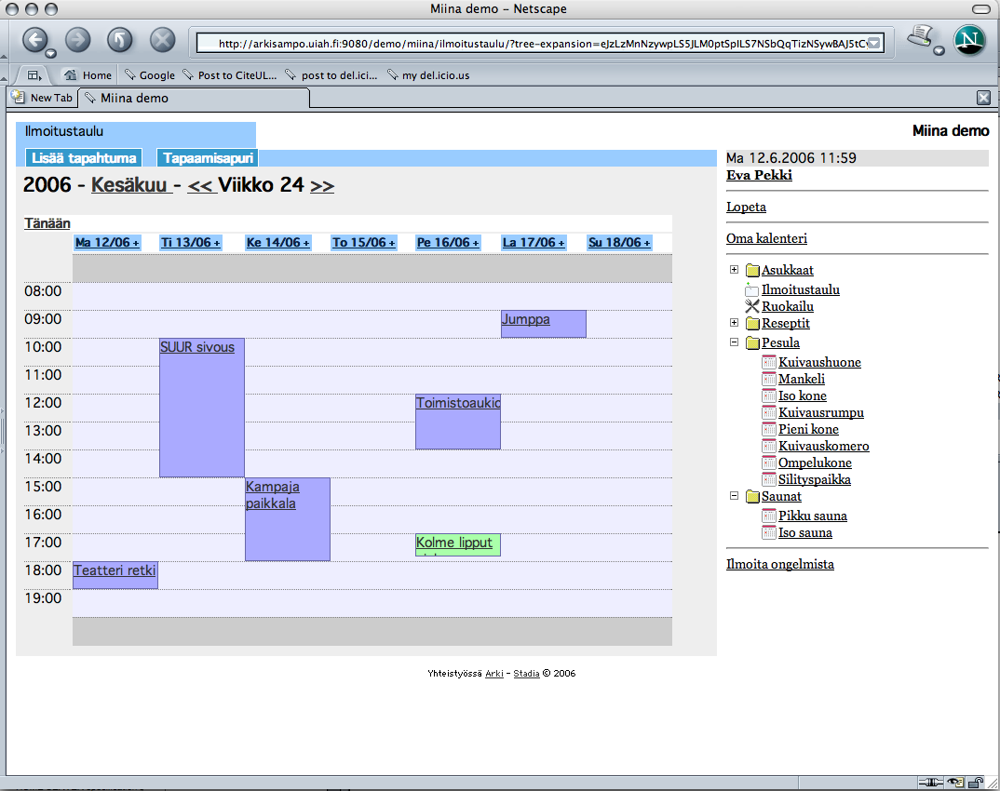 Miina demo – Netscape
http://arkisampo.uiah.fi:9080/demo/miina/ilmoitustaulu/?tree-expansion=
Home Google Post to CiteUL... post to del.ici... my del.icio.us
New Tab Miina demo
Ilmoitustaulu
Miina demo
Lisää tapahtuma Tapaamisapuri
Ma 12.6.2006 11:59
Eva Pekki
2006 - Kesäkuu - << Viikko 24 >>
Lopeta
Tänään
Oma kalenteri
Ma 12/06 + Ti 13/06 + Ke 14/06 + To 15/06 + Pe 16/06 + La 17/06 + Su 18/06 +
08:00
09:00
10:00
11:00
12:00
13:00
14:00
15:00
16:00
17:00
18:00
19:00
Teatteri retki
SUUR sivous
Kampaja
paikkala
Toimistoaukio
Kolme lipput
Jumppa
Asukkaat
Ilmoitustaulu
Ruokailu
Reseptit
Pesula
Kuivaushuone
Mankeli
Iso kone
Kuivausrumpu
Pieni kone
Kuivauskomero
Ompelukone
Silityspaikka
Saunat
Pikku sauna
Iso sauna
Ilmoita ongelmista
Yhteistyössä Arki - Stadia © 2006